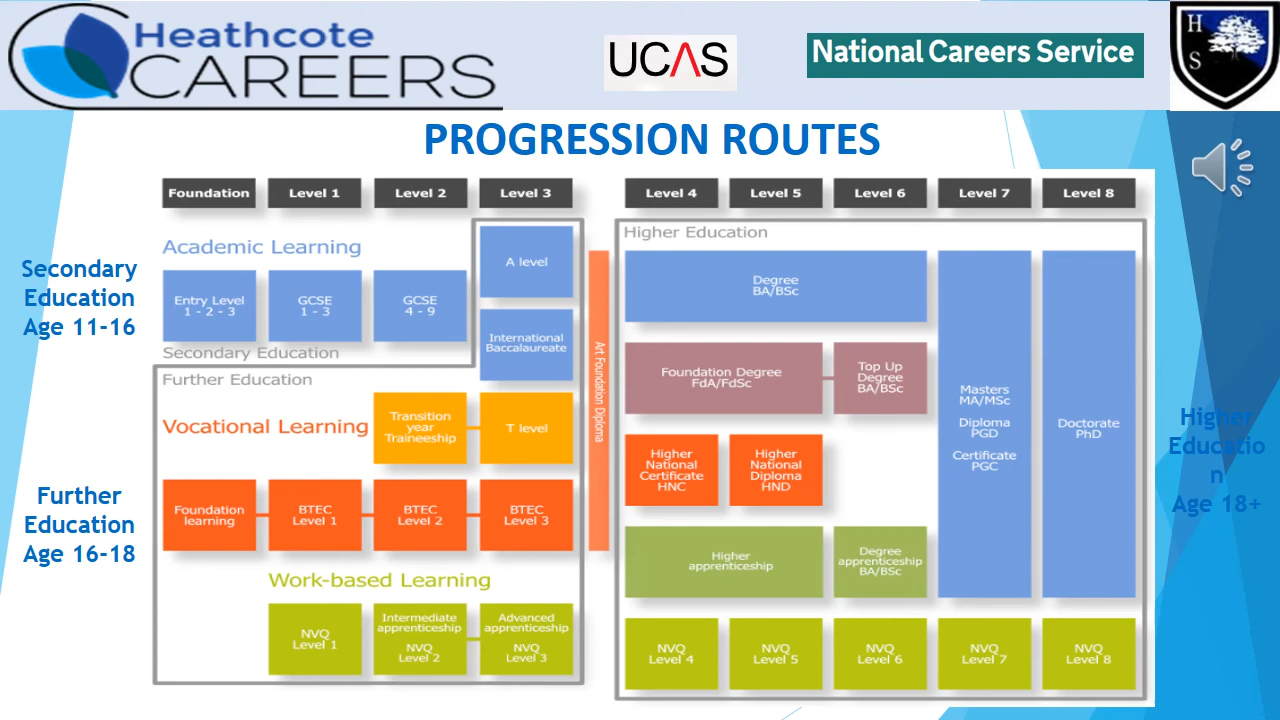 Heathcote
CAREERS
UCAS
National Careers Service
H
S
PROGRESSION ROUTES
Foundation
Level 1
Level 2
Level 3
Level 4
Level 5
Level 6
Level 7
Level 8
Secondary
Education
Age 11-16
Academic Learning
Entry Level
1 - 2 - 3
GCSE
1 - 3
GCSE
4 - 9
A level
International
Baccalaureate
Secondary Education
Further Education
Vocational Learning
Transition
year
Traineeship
T level
Further
Education
Age 16-18
Foundation
learning
BTEC
Level 1
BTEC
Level 2
BTEC
Level 3
Work-based Learning
NVQ
Level 1
Intermediate
apprenticeship
NVQ
Level 2
Advanced
apprenticeship
NVQ
Level 3
Art Foundation Diploma
Higher Education
Degree
BA/BSc
Foundation Degree
FdA/FdSc
Top Up
Degree
BA/BSc
Higher
National
Certificate
HNC
Higher
National
Diploma
HND
Higher
apprenticeship
Degree
apprenticeship
BA/BSc
Masters
MA/MSc
Diploma
PGD
Certificate
PGC
Doctorate
PhD
NVQ
Level 4
NVQ
Level 5
NVQ
Level 6
NVQ
Level 7
NVQ
Level 8
Higher
Educatio
n
Age 18+